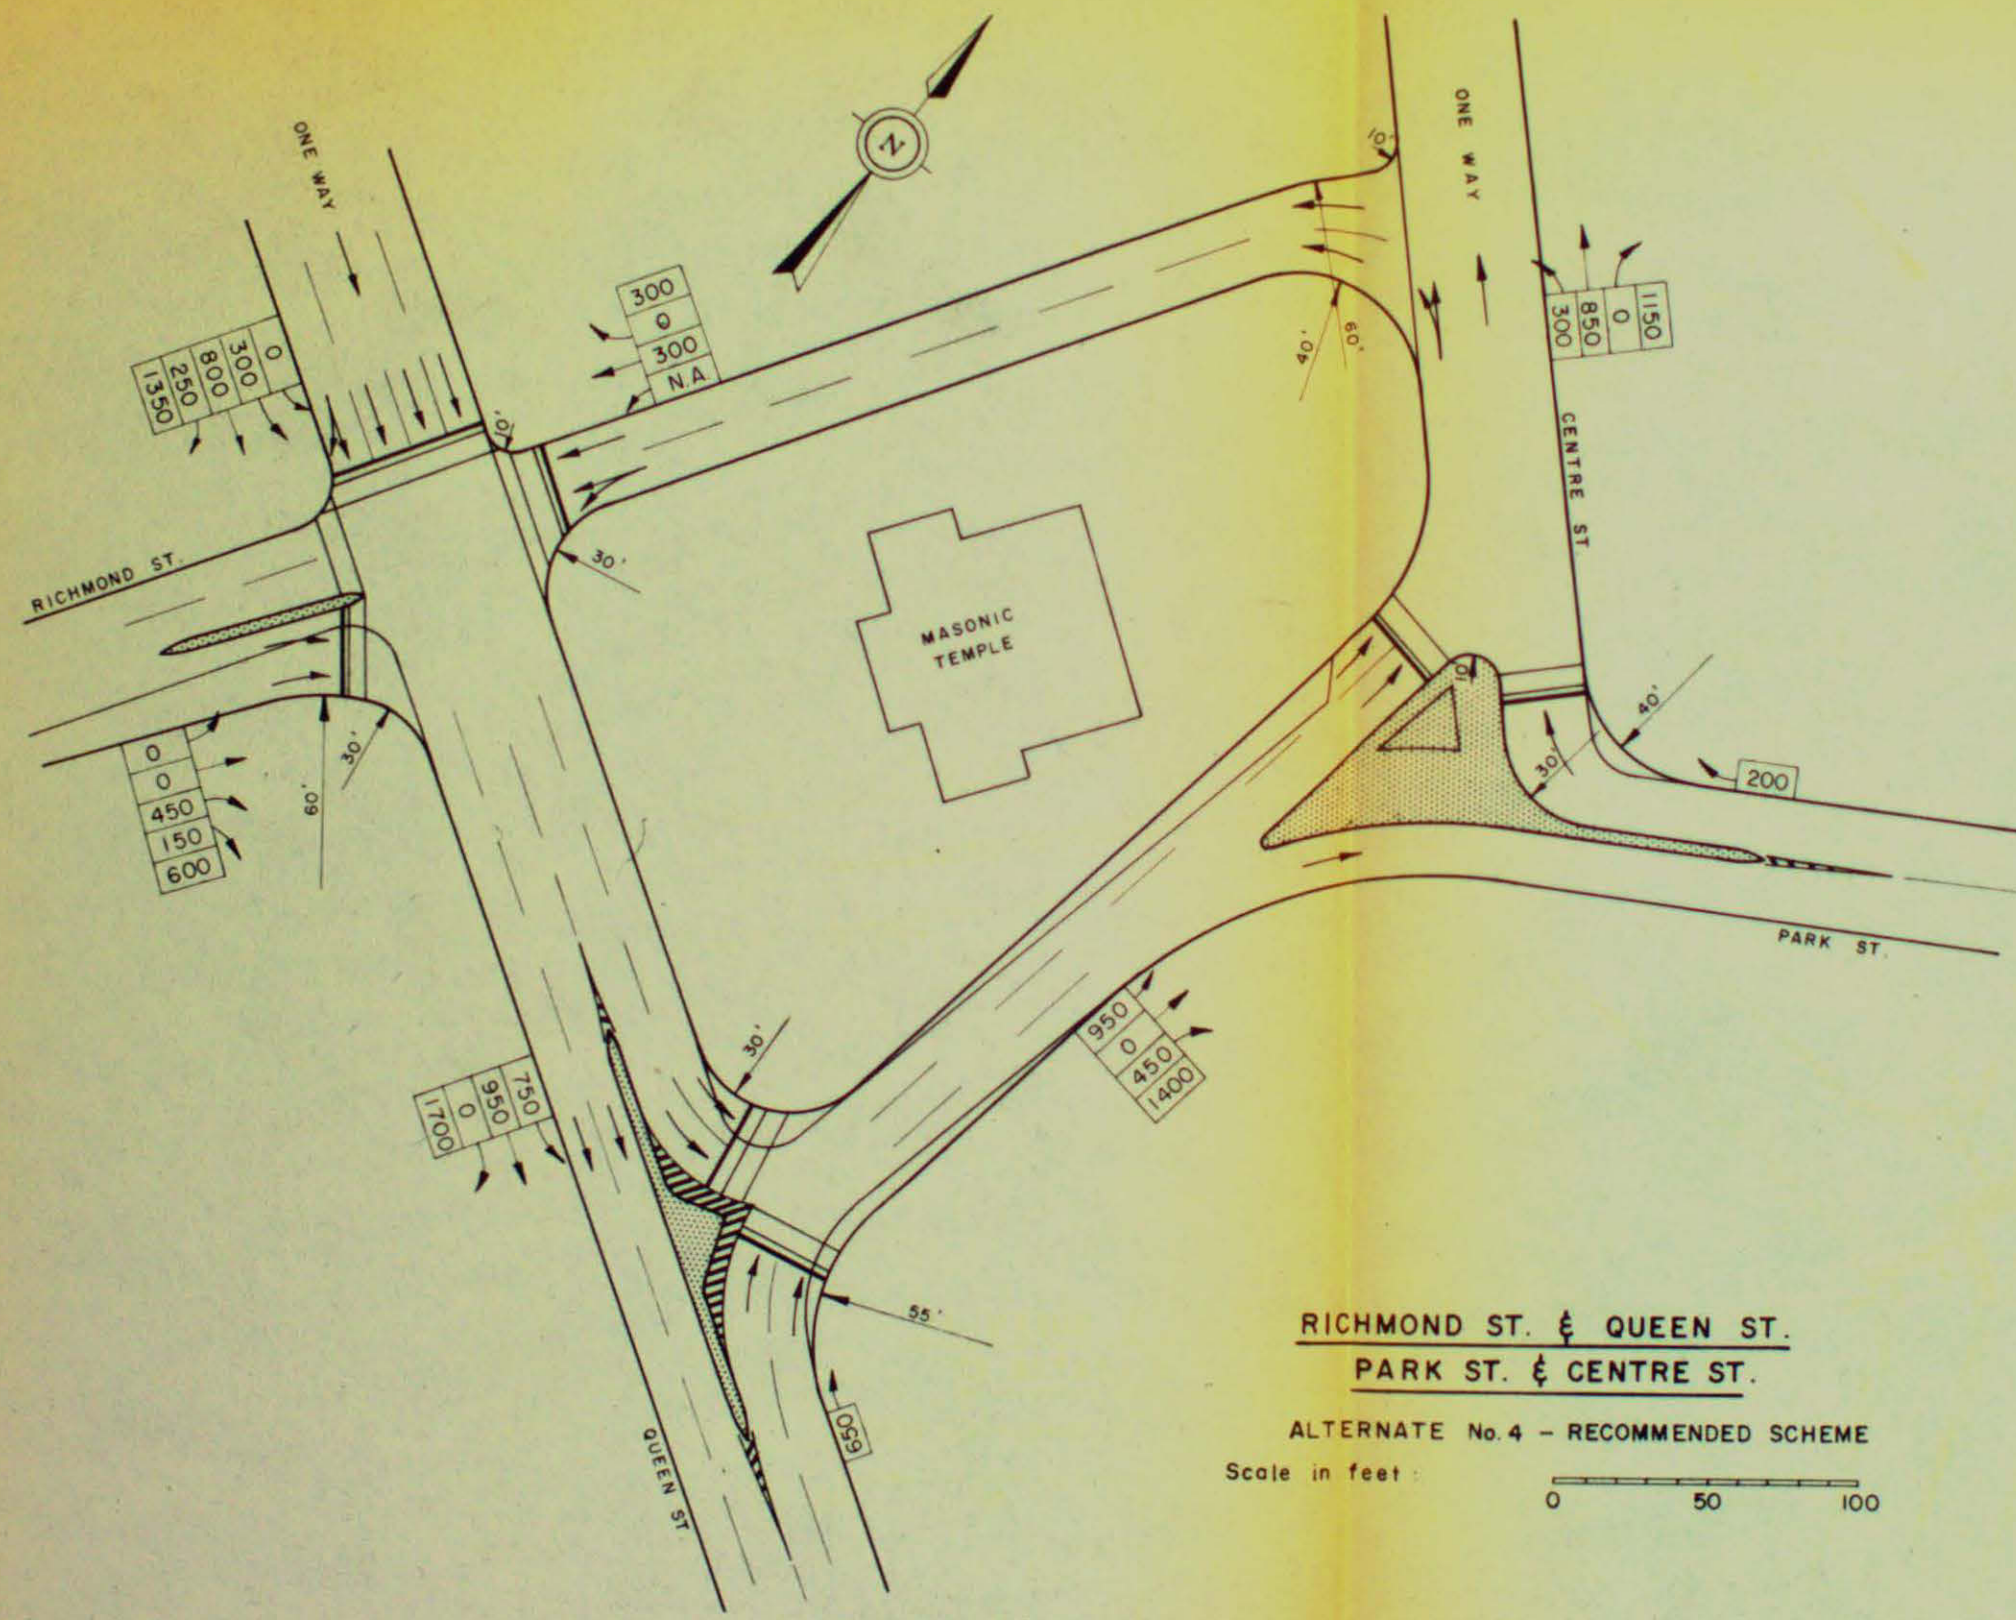 ONE WAY
N
10'
ONE WAY
300
0
300
N.A.
0
300
800
250
1350
300
850
0
1150
40'
60'
10'
CENTRE ST
RICHMOND ST.
30'
MASONIC
TEMPLE
10'
40'
30'
200
0
0
450
150
600
60'
30'
PARK ST.
30'
950
0
450
1400
750
950
0
1700
55'
650
QUEEN ST
RICHMOND ST. & QUEEN ST.
PARK ST. & CENTRE ST.
ALTERNATE No. 4 - RECOMMENDED SCHEME
Scale in feet :
0 50 100